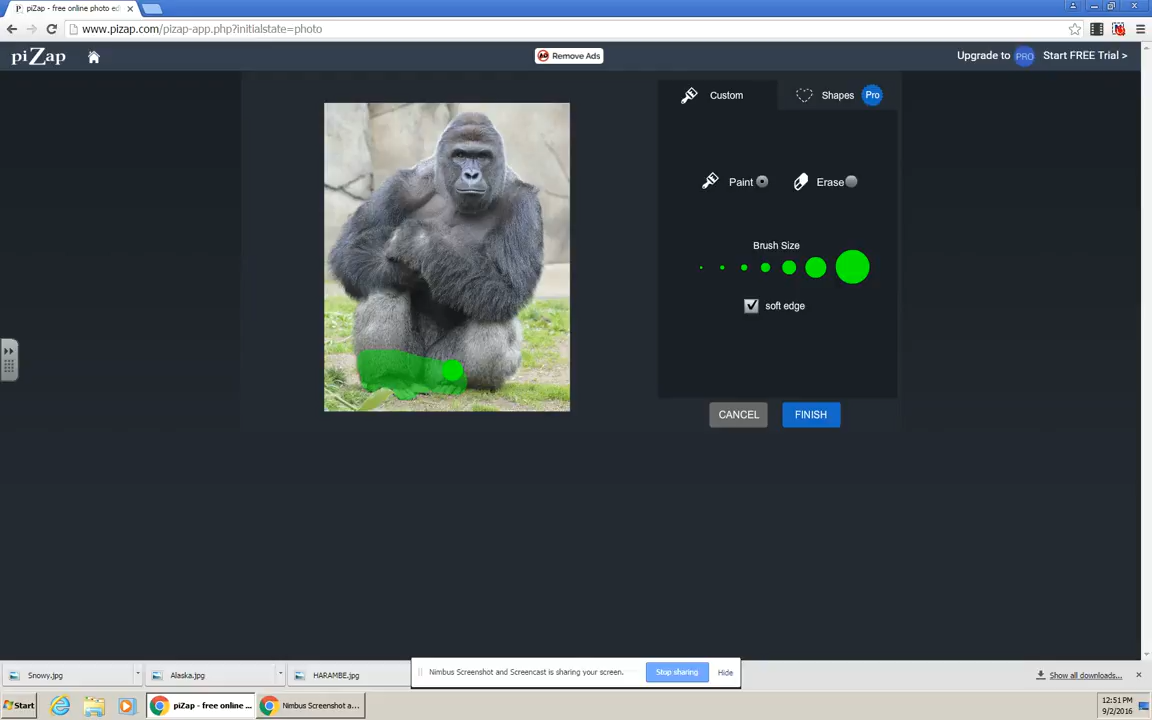 piZap - free online photo ed
www.pizap.com/pizap-app.php?initialstate=photo
piZap
Remove Ads
Upgrade to PRO Start FREE Trial >
Custom
Shapes Pro
Paint
Erase
Brush Size
soft edge
CANCEL
FINISH
Snowy.jpg
Alaska.jpg
HARAMBE.jpg
Nimbus Screenshot and Screencast is sharing your screen.
Stop sharing
Hide
Show all downloads...
Start
piZap - free online ...
Nimbus Screenshot a...
12:51 PM
9/2/2016